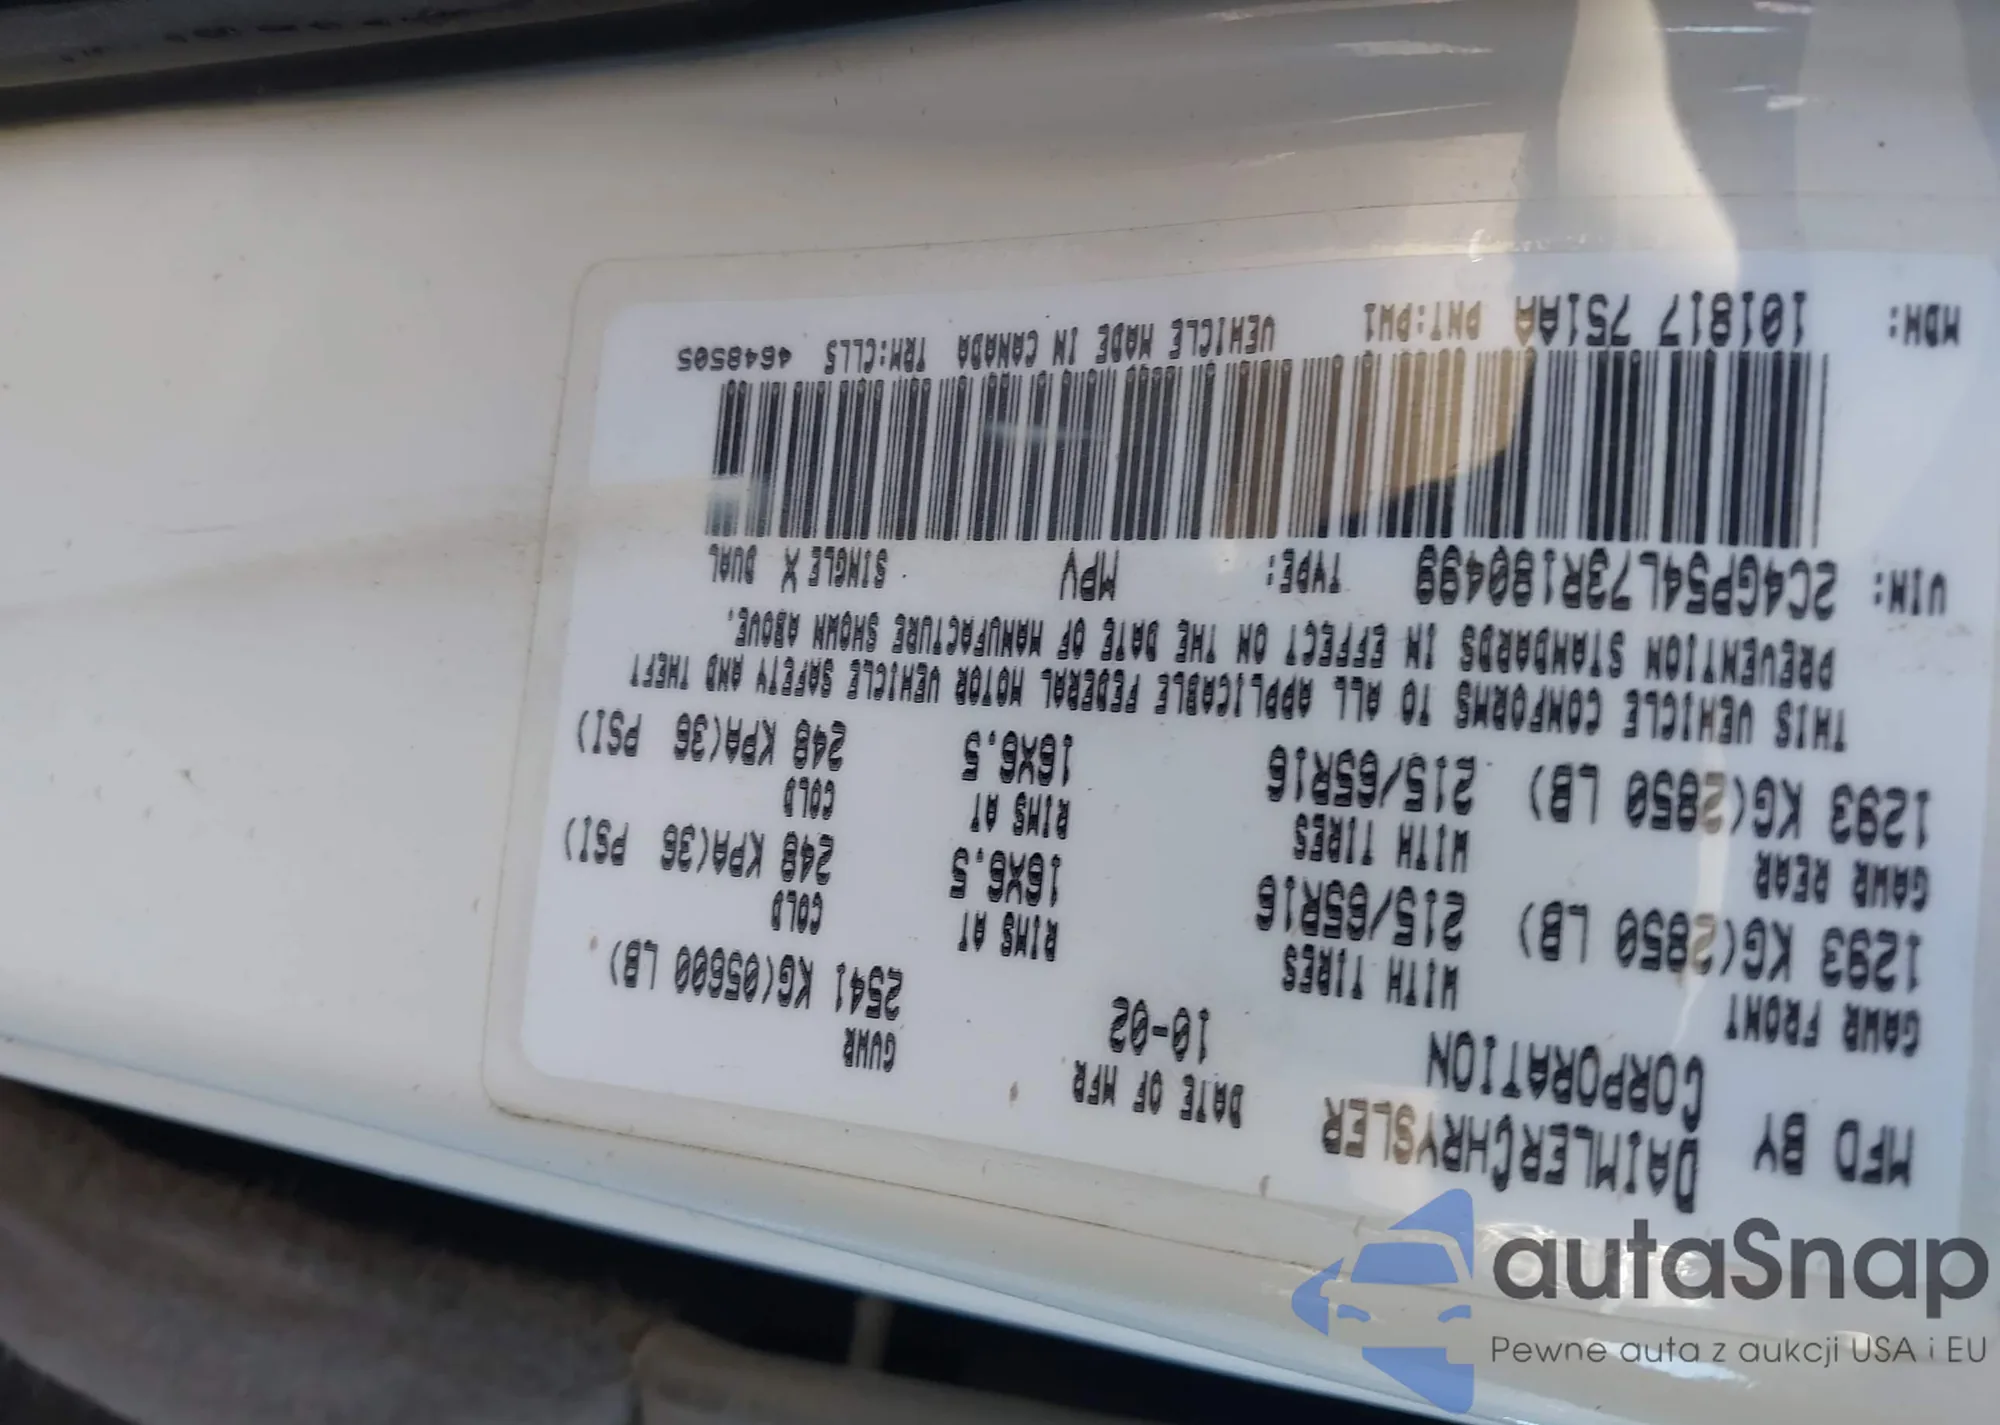 MFD BY DAIMLERCHRYSLER CORPORATION
DATE OF MFR GVWR
10-02 2541 KG(05600 LB)
GAWR FRONT WITH TIRES RIMS AT COLD
1293 KG(2850 LB) 215/65R16 16X6.5 248 KPA(36 PSI)
GAWR REAR WITH TIRES RIMS AT COLD
1293 KG(2850 LB) 215/65R16 16X6.5 248 KPA(36 PSI)
THIS VEHICLE CONFORMS TO ALL APPLICABLE FEDERAL MOTOR VEHICLE SAFETY AND THEFT
PREVENTION STANDARDS IN EFFECT ON THE DATE OF MANUFACTURE SHOWN ABOVE.
VIN: 2C4GP54L73R180499 TYPE: MPV SINGLE X DUAL
MDH: 101817 751AA PNT:PW1 VEHICLE MADE IN CANADA TRM:CLL5 4648505
autaSnap
Pewne auta z aukcji USA i EU